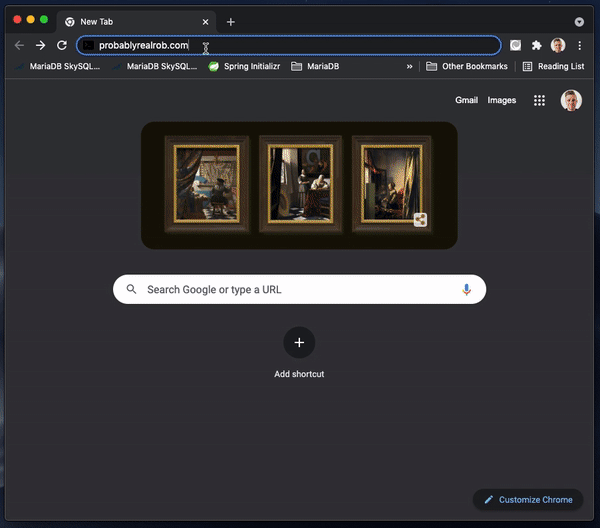 New Tab
probablyrealrob.com
MariaDB SkySQL... MariaDB SkySQL... Spring Initializr MariaDB » Other Bookmarks Reading List
Gmail Images
Search Google or type a URL
Add shortcut
Customize Chrome